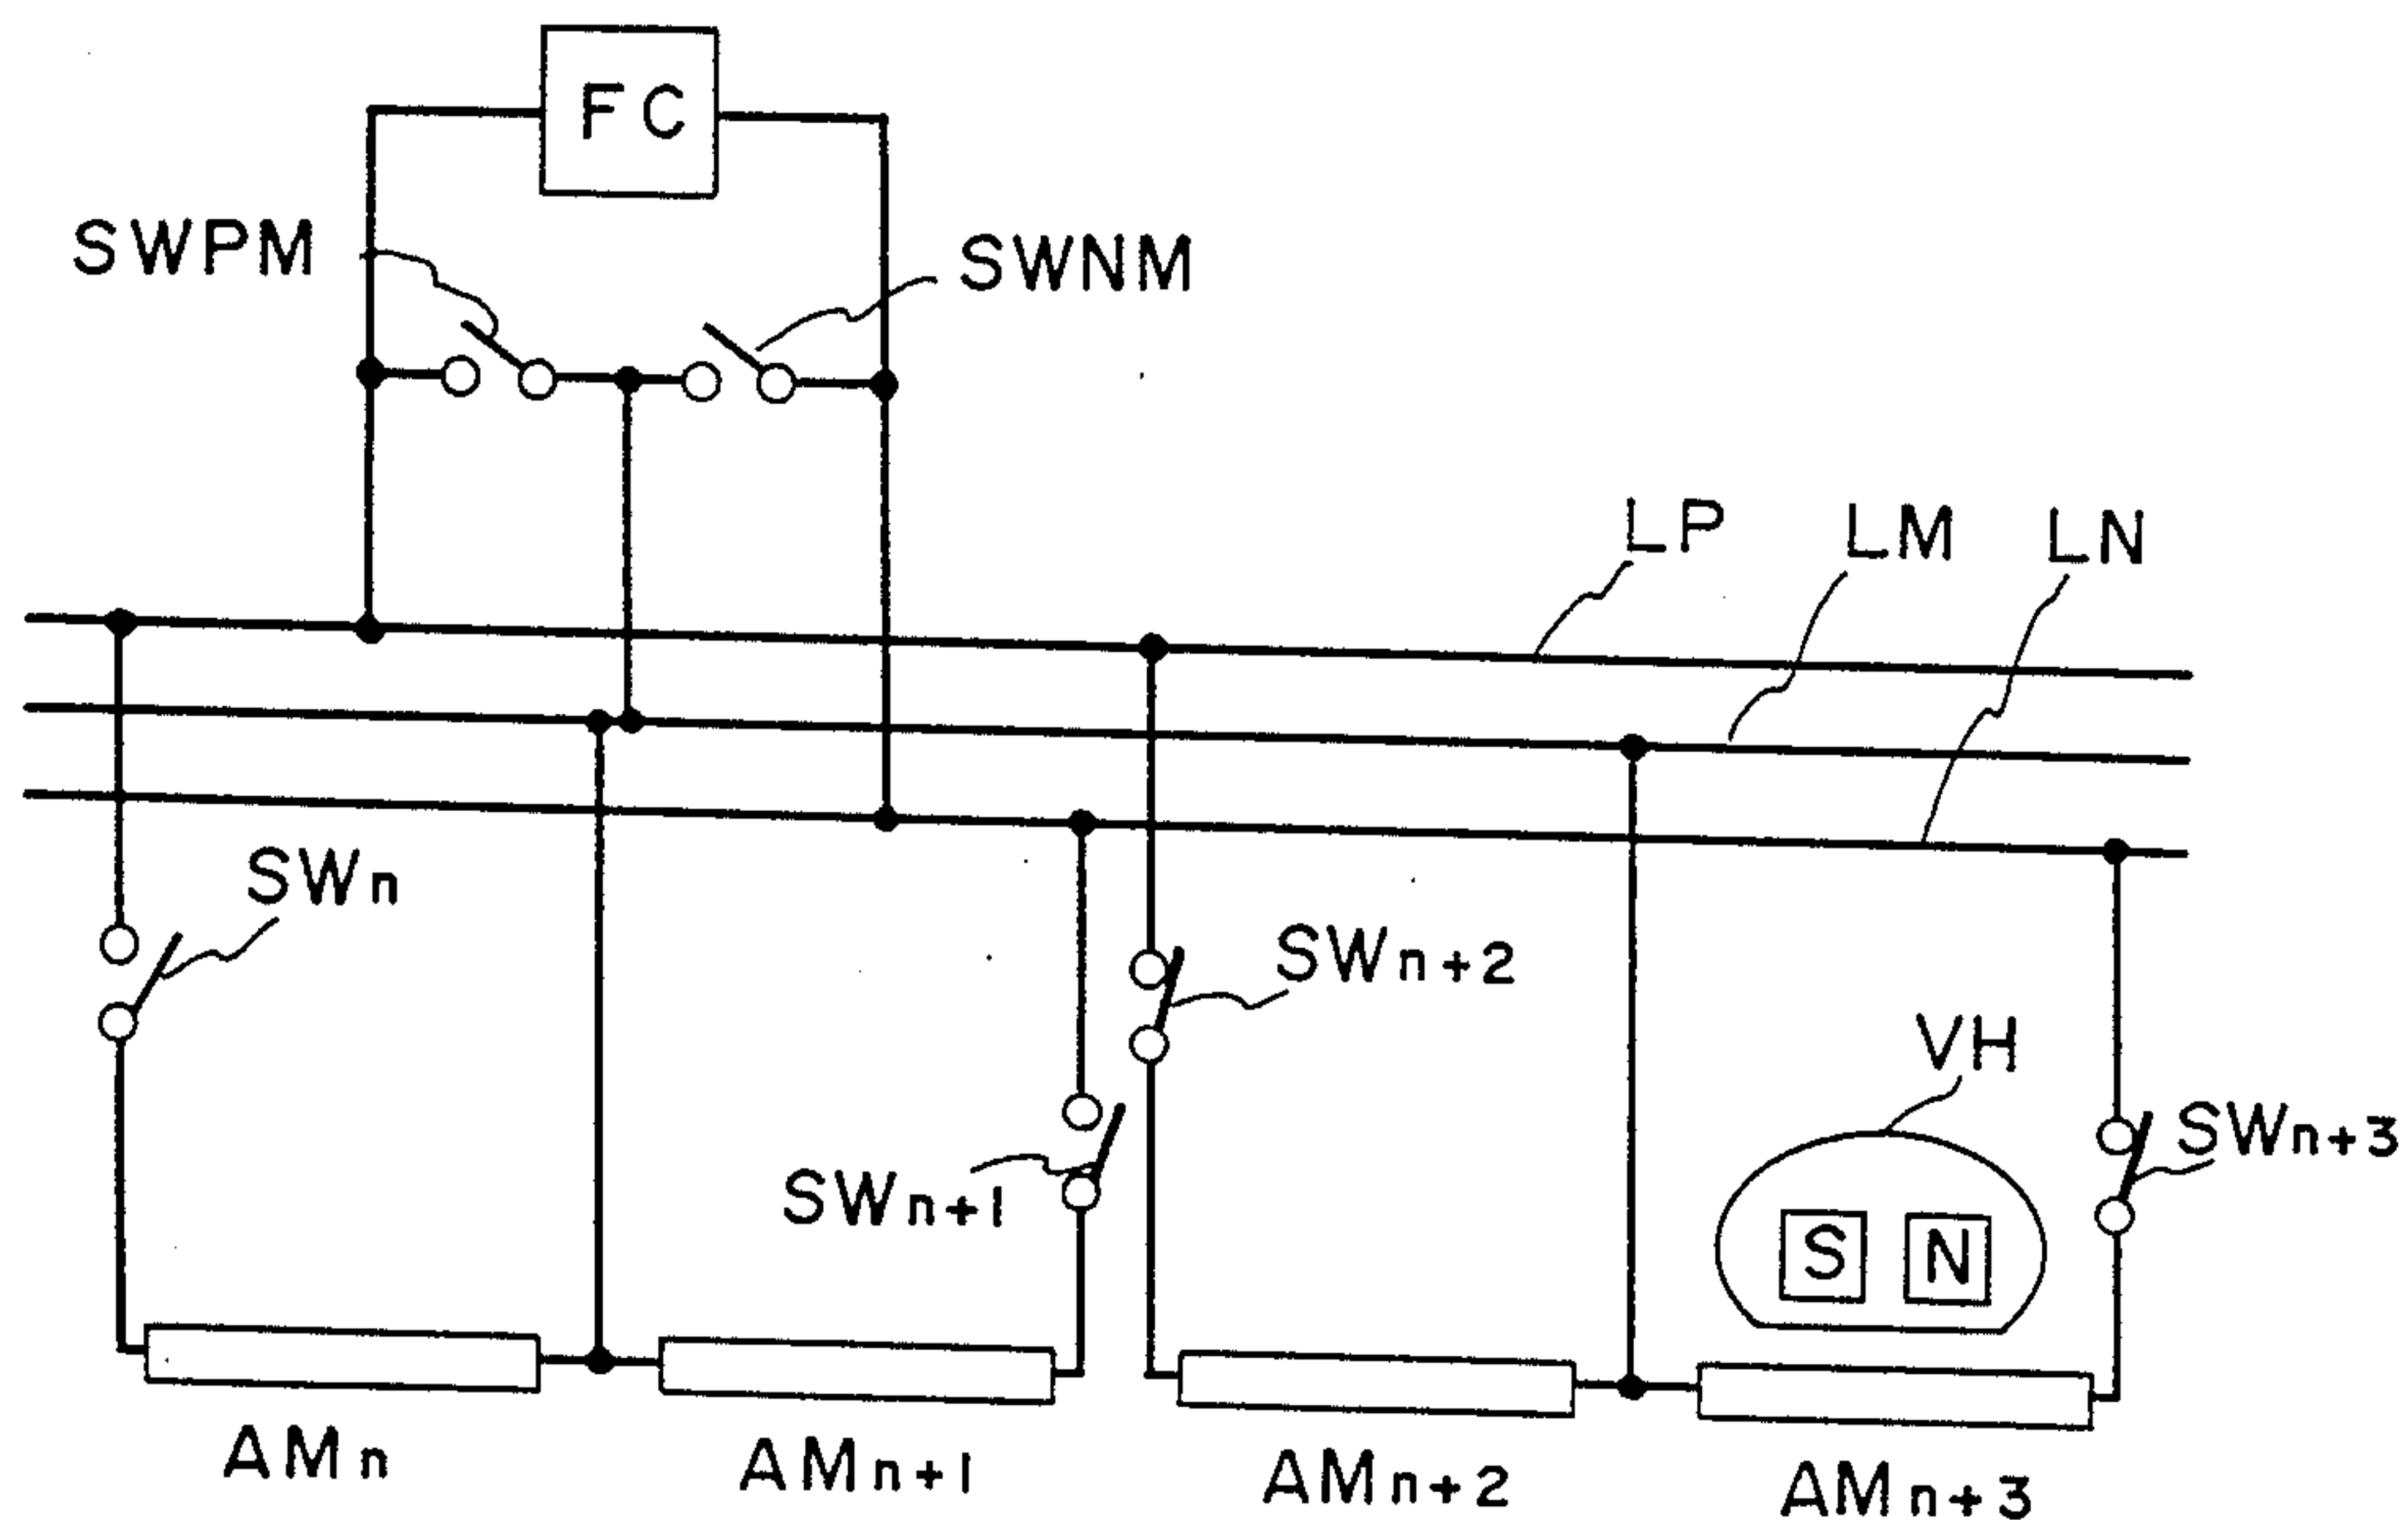 FC
SWPM
SWNM
LP
LM
LN
SWn
SWn+2
VH
SWn+3
SWn+1
S
N
AMn
AMn+1
AMn+2
AMn+3